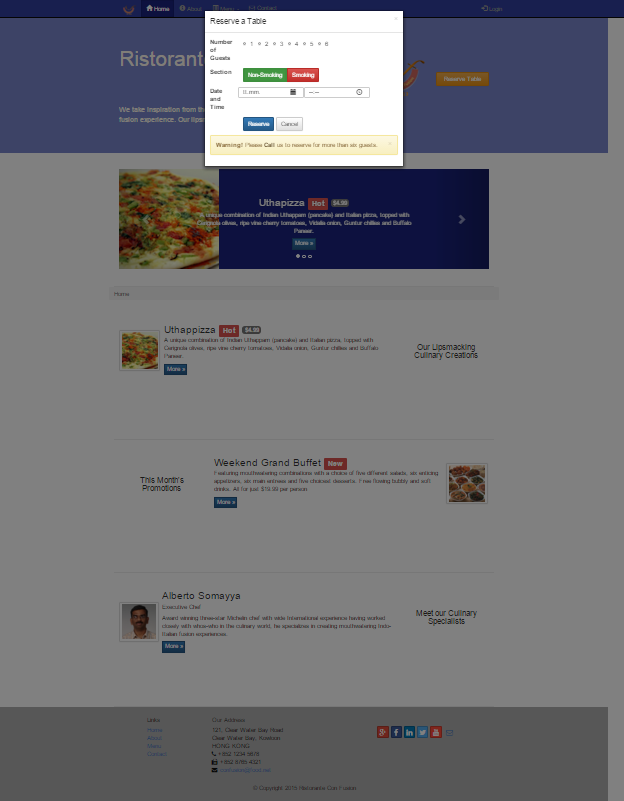 Home About Menu Contact Login
Reserve a Table
×
Number of Guests 1 2 3 4 5 6
Section Non-Smoking Smoking
Date and Time
Reserve Cancel
Warning! Please Call us to reserve for more than six guests. ×
Ristorante
We take inspiration from
fusion experience. Our
Reserve Table
Uthapizza Hot $4.99
A unique combination of Indian Uthappam (pancake) and Italian pizza, topped with
Cerignola olives, ripe vine cherry tomatoes, Vidalia onion, Guntur chillies and Buffalo
Paneer.
More »
Home
Uthappizza Hot $4.99
A unique combination of Indian Uthappam (pancake) and Italian pizza, topped with
Cerignola olives, ripe vine cherry tomatoes, Vidalia onion, Guntur chillies and Buffalo
Paneer.
More »
Our Lipsmacking
Culinary Creations
This Month's
Promotions
Weekend Grand Buffet New
Featuring mouthwatering combinations with a choice of five different salads, six enticing
appetizers, six main entrees and five choicest desserts. Free flowing bubbly and soft
drinks. All for just $19.99 per person
More »
Alberto Somayya
Executive Chef
Award winning three-star Michelin chef with wide International experience having worked
closely with whos-who in the culinary world, he specializes in creating mouthwatering Indo-
Italian fusion experiences.
More »
Meet our Culinary
Specialists
Links
Home
About
Menu
Contact
Our Address
121, Clear Water Bay Road
Clear Water Bay, Kowloon
HONG KONG
+852 1234 5678
+852 8765 4321
© Copyright 2015 Ristorante Con Fusion